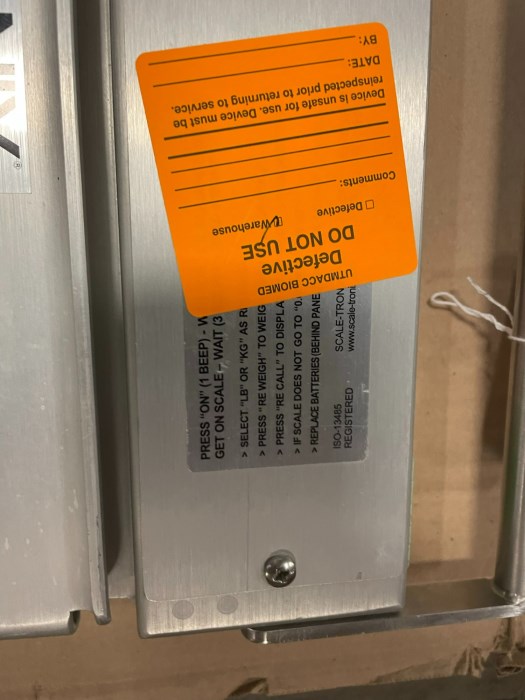 UTMDACC BIOMED
Defective
DO NOT USE
☐ Defective
☑ Warehouse
Comments:
Device is unsafe for use. Device must be
reinspected prior to returning to service.
DATE:
BY:
PRESS "ON" (1 BEEP) -
GET ON SCALE - WAIT (3
> SELECT "LB" OR "KG" AS
> PRESS "RE WEIGH" TO WEIG
> PRESS "RE CALL" TO DISPLA
> IF SCALE DOES NOT GO TO "0.
> REPLACE BATTERIES (BEHIND PANE
ISO-13485
REGISTERED
SCALE-TRON
www.scale-troni
®